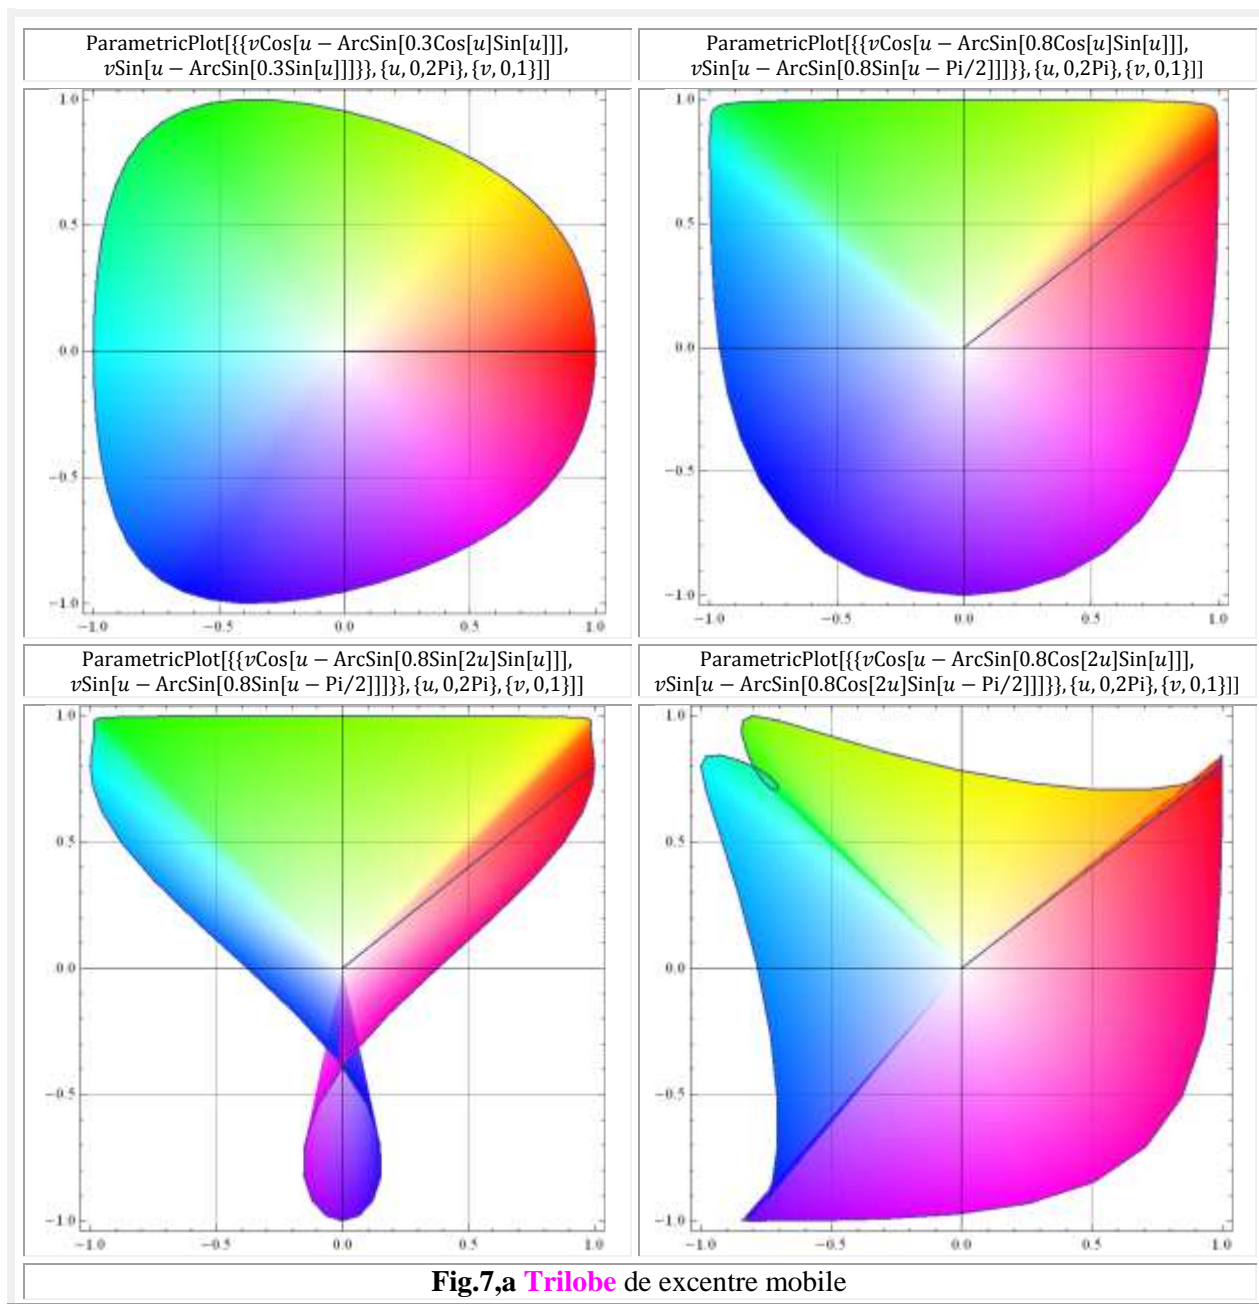 ParametricPlot[{{vCos[u − ArcSin[0.3Cos[u]Sin[u]]],
vSin[u − ArcSin[0.3Sin[u]]]}}, {u, 0,2Pi}, {v, 0,1}]]
ParametricPlot[{{vCos[u − ArcSin[0.8Cos[u]Sin[u]]],
vSin[u − ArcSin[0.8Sin[u − Pi/2]]]}}, {u, 0,2Pi}, {v, 0,1}]]
1.0
0.5
0.0
−0.5
−1.0
−1.0 −0.5 0.0 0.5 1.0
1.0
0.5
0.0
−0.5
−1.0
−1.0 −0.5 0.0 0.5 1.0
ParametricPlot[{{vCos[u − ArcSin[0.8Sin[2u]Sin[u]]],
vSin[u − ArcSin[0.8Sin[u − Pi/2]]]}}, {u, 0,2Pi}, {v, 0,1}]]
ParametricPlot[{{vCos[u − ArcSin[0.8Cos[2u]Sin[u]]],
vSin[u − ArcSin[0.8Cos[2u]Sin[u − Pi/2]]]}}, {u, 0,2Pi}, {v, 0,1}]]
1.0
0.5
0.0
−0.5
−1.0
−1.0 −0.5 0.0 0.5 1.0
1.0
0.5
0.0
−0.5
−1.0
−1.0 −0.5 0.0 0.5 1.0
Fig.7,a Trilobe de excentre mobile